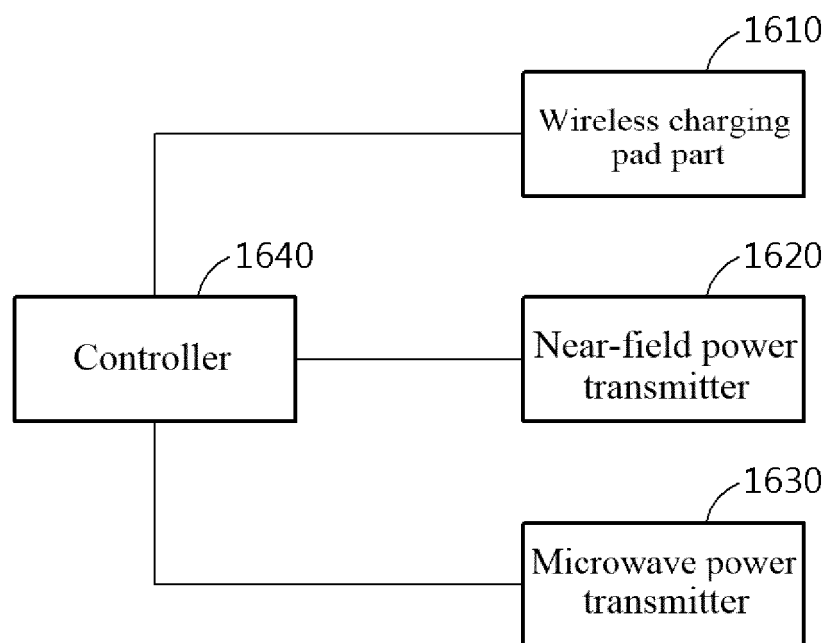 1610
Wireless charging
pad part
1640
Controller
1620
Near-field power
transmitter
1630
Microwave power
transmitter